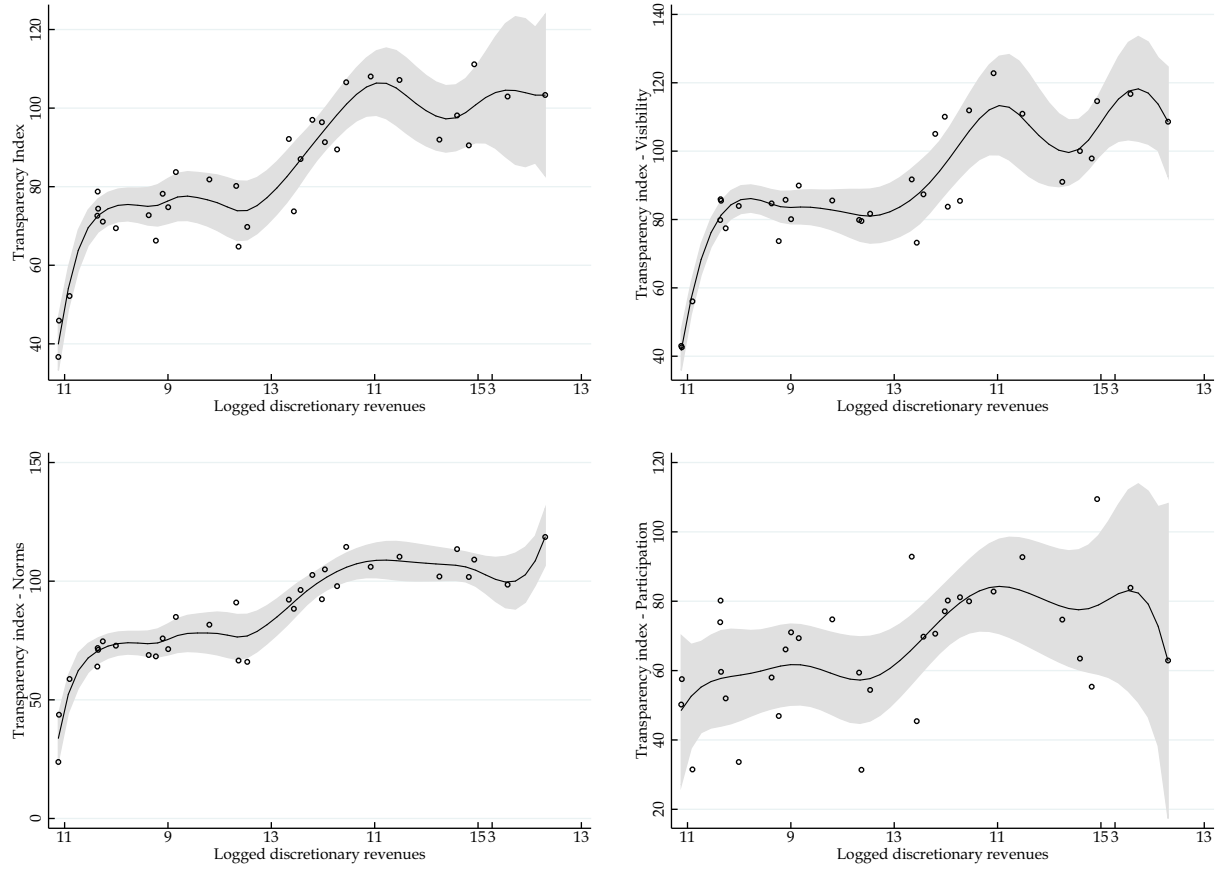 Transparency Index
120
100
80
60
40
11 9 13 11 15 3 13
Logged discretionary revenues
Transparency index - Visibility
140
120
100
80
60
40
11 9 13 11 15 3 13
Logged discretionary revenues
Transparency index - Norms
150
100
50
0
11 9 13 11 15 3 13
Logged discretionary revenues
Transparency index - Participation
120
100
80
60
40
20
11 9 13 11 15 3 13
Logged discretionary revenues